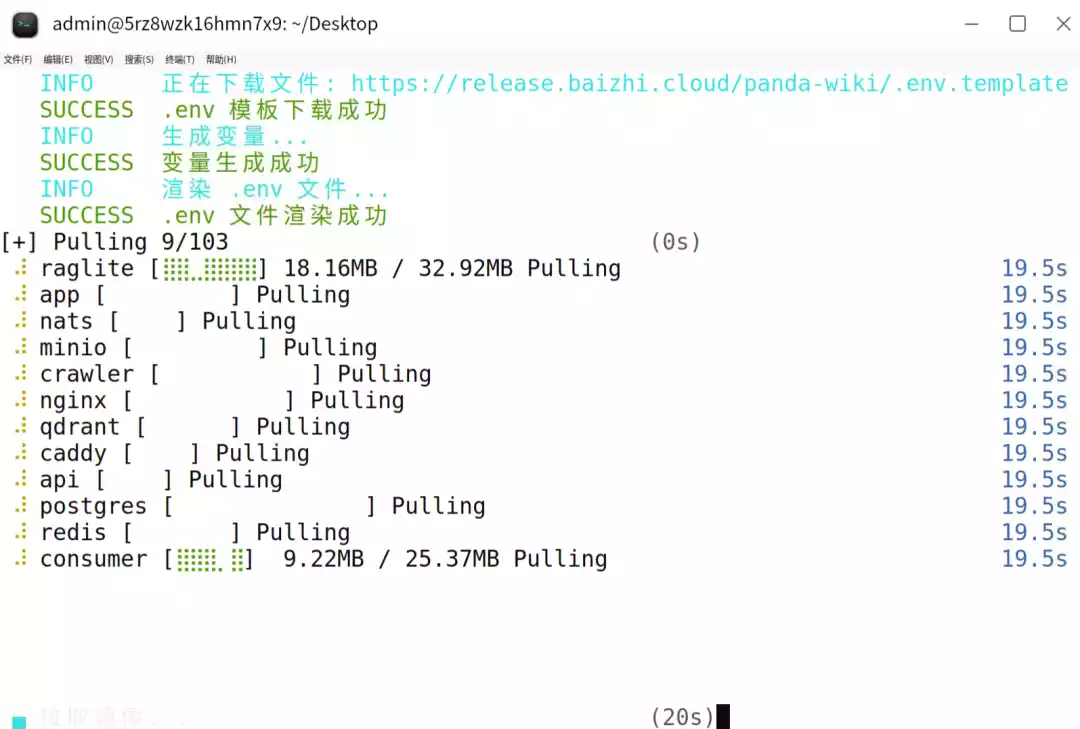 admin@5rz8wzk16hmn7x9: ~/Desktop
文件(F) 编辑(E) 视图(V) 搜索(S) 终端(T) 帮助(H)
INFO 正在下载文件: https://release.baizhi.cloud/panda-wiki/.env.template
SUCCESS .env 模板下载成功
INFO 生成变量...
SUCCESS 变量生成成功
INFO 渲染 .env 文件...
SUCCESS .env 文件渲染成功
[+] Pulling 9/103 (0s)
raglite [⣿⣿⣀⣿⣿⣿⣿] 18.16MB / 32.92MB Pulling 19.5s
app [ ] Pulling 19.5s
nats [ ] Pulling 19.5s
minio [ ] Pulling 19.5s
crawler [ ] Pulling 19.5s
nginx [ ] Pulling 19.5s
qdrant [ ] Pulling 19.5s
caddy [ ] Pulling 19.5s
api [ ] Pulling 19.5s
postgres [ ] Pulling 19.5s
redis [ ] Pulling 19.5s
consumer [⣿⣿⣿⣀⣿] 9.22MB / 25.37MB Pulling 19.5s
拉取镜像... (20s)